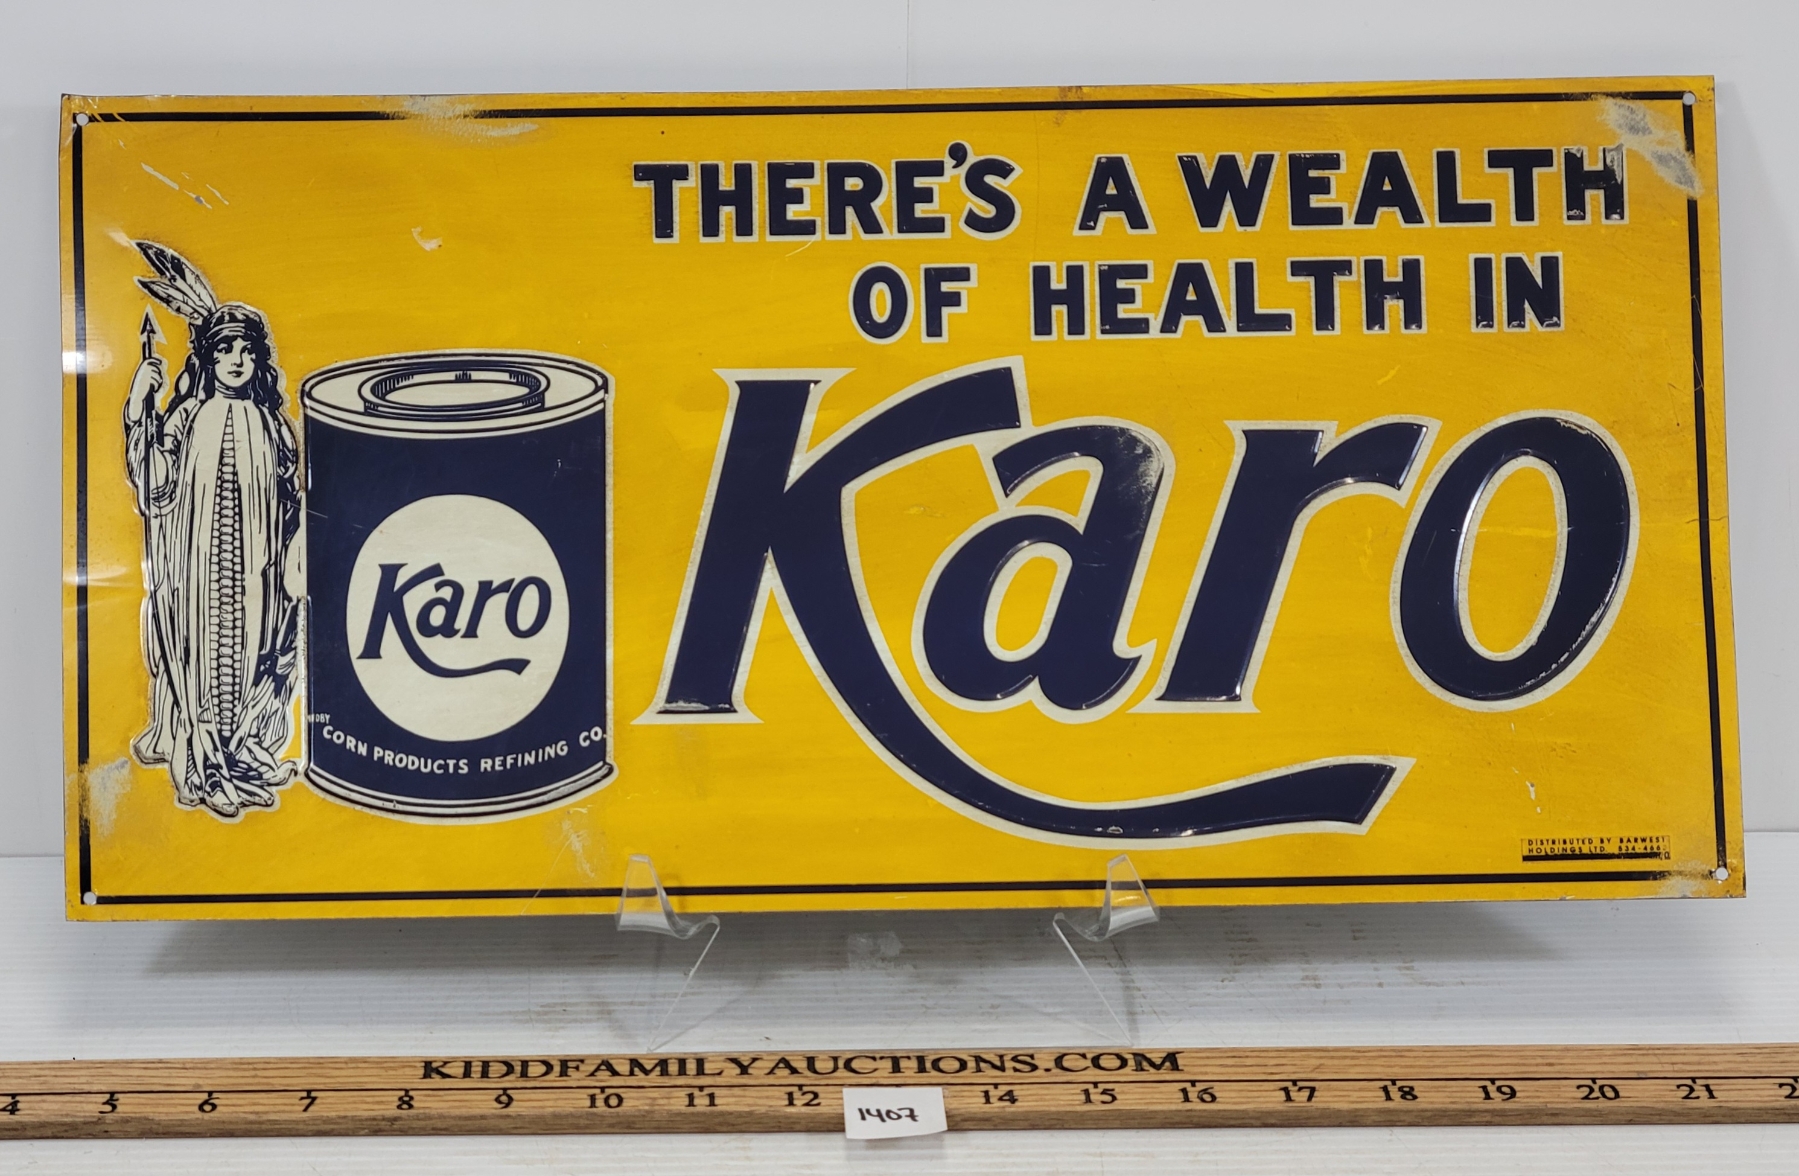 THERE'S A WEALTH
OF HEALTH IN
Karo
Karo
CORN PRODUCTS REFINING CO.
DISTRIBUTED BY BARWEST
HOLDINGS LTD.
KIDDFAMILYAUCTIONS.COM
4 5 6 7 8 9 10 11 12 14 15 16 17 18 19 20 21
1407